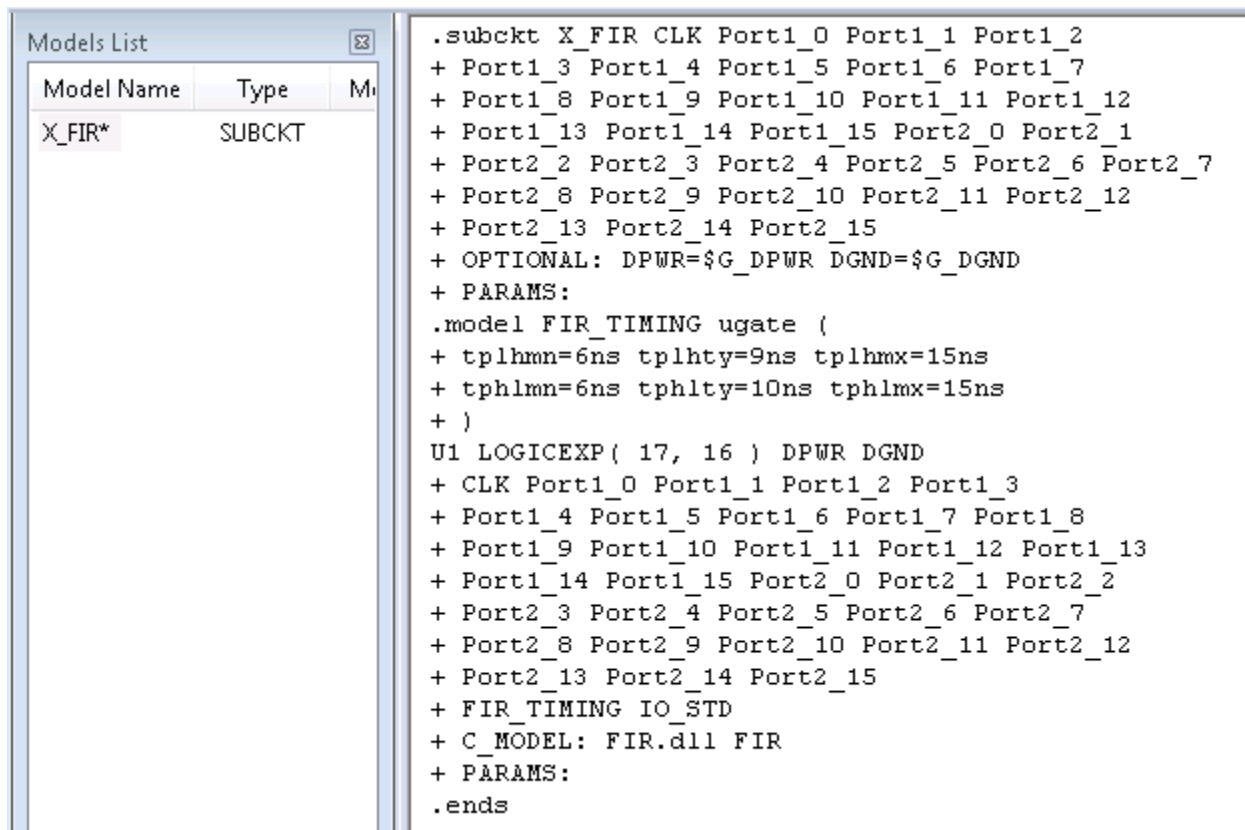 Models List
Model Name Type
X_FIR* SUBCKT
.subckt X_FIR CLK Port1_0 Port1_1 Port1_2
+ Port1_3 Port1_4 Port1_5 Port1_6 Port1_7
+ Port1_8 Port1_9 Port1_10 Port1_11 Port1_12
+ Port1_13 Port1_14 Port1_15 Port2_0 Port2_1
+ Port2_2 Port2_3 Port2_4 Port2_5 Port2_6 Port2_7
+ Port2_8 Port2_9 Port2_10 Port2_11 Port2_12
+ Port2_13 Port2_14 Port2_15
+ OPTIONAL: DPWR=$G_DPWR DGND=$G_DGND
+ PARAMS:
.model FIR_TIMING ugate (
+ tplhmn=6ns tplhty=9ns tplhmx=15ns
+ tphlmn=6ns tphlty=10ns tphlmx=15ns
+ )
U1 LOGICEXP( 17, 16 ) DPWR DGND
+ CLK Port1_0 Port1_1 Port1_2 Port1_3
+ Port1_4 Port1_5 Port1_6 Port1_7 Port1_8
+ Port1_9 Port1_10 Port1_11 Port1_12 Port1_13
+ Port1_14 Port1_15 Port2_0 Port2_1 Port2_2
+ Port2_3 Port2_4 Port2_5 Port2_6 Port2_7
+ Port2_8 Port2_9 Port2_10 Port2_11 Port2_12
+ Port2_13 Port2_14 Port2_15
+ FIR_TIMING IO_STD
+ C_MODEL: FIR.dll FIR
+ PARAMS:
.ends